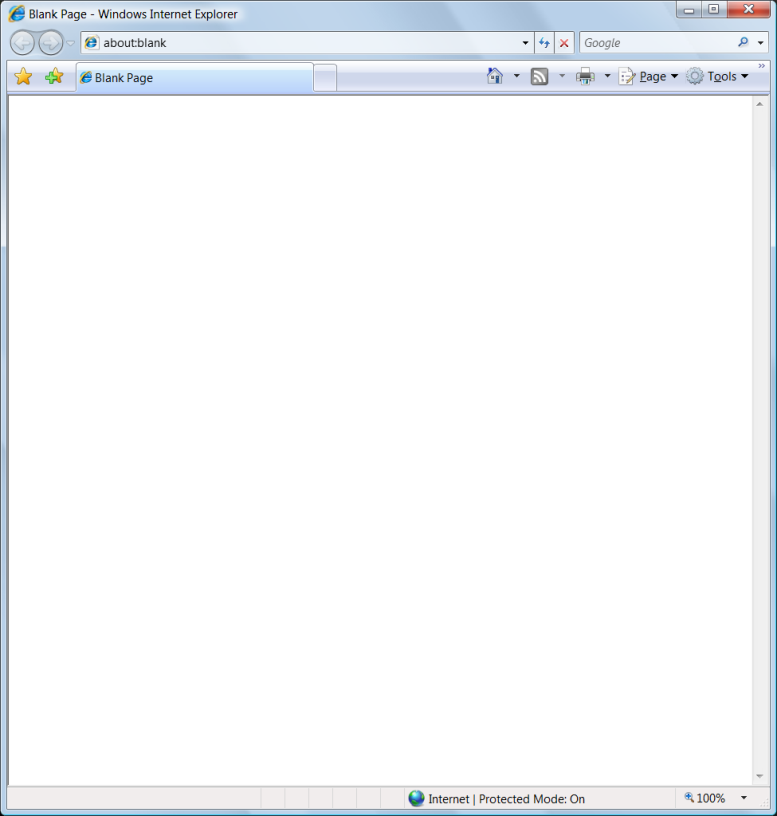 Blank Page - Windows Internet Explorer
about:blank
Google
Blank Page
Page
Tools
Internet | Protected Mode: On
100%